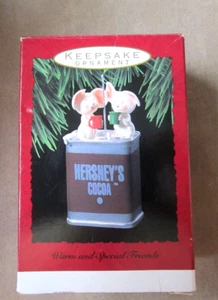 KEEPSAKE
ORNAMENT
HERSHEY'S
COCOA
Warm and Special Friends